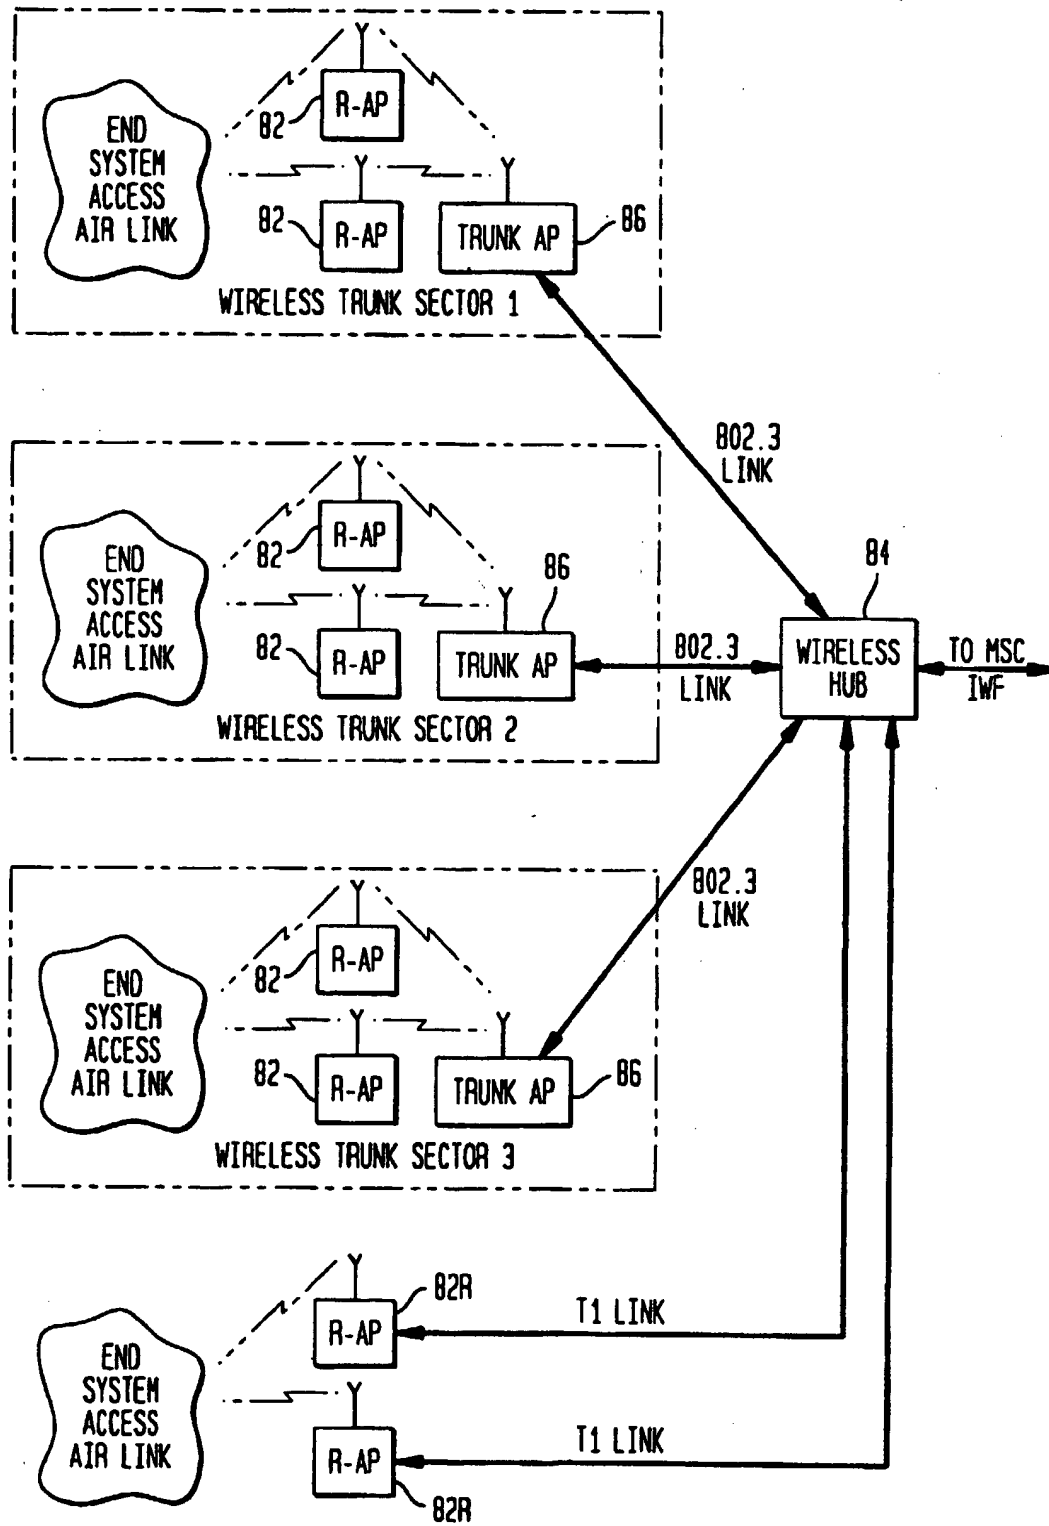 END
SYSTEM
ACCESS
AIR LINK
82
R-AP
82
R-AP
TRUNK AP
86
WIRELESS TRUNK SECTOR 1
802.3
LINK
END
SYSTEM
ACCESS
AIR LINK
82
R-AP
82
R-AP
86
TRUNK AP
WIRELESS TRUNK SECTOR 2
802.3
LINK
84
WIRELESS
HUB
TO MSC
IWF
802.3
LINK
END
SYSTEM
ACCESS
AIR LINK
82
R-AP
82
R-AP
TRUNK AP
86
WIRELESS TRUNK SECTOR 3
END
SYSTEM
ACCESS
AIR LINK
82R
R-AP
T1 LINK
R-AP
82R
T1 LINK